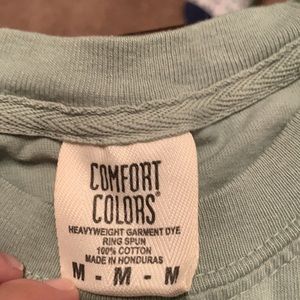 COMFORT
COLORS®
HEAVYWEIGHT GARMENT DYE
RING SPUN
100% COTTON
MADE IN HONDURAS
M - M - M